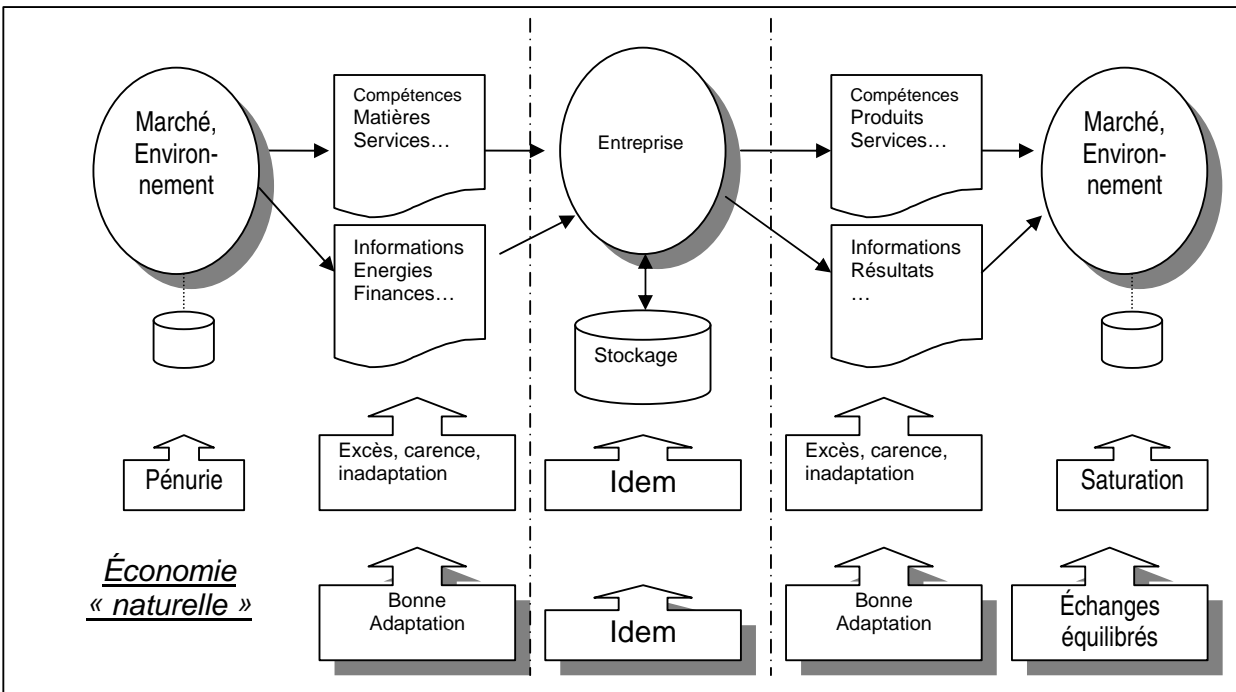 Marché,
Environ-
nement
Compétences
Matières
Services…
Informations
Energies
Finances…
Entreprise
Stockage
Compétences
Produits
Services…
Informations
Résultats
…
Marché,
Environ-
nement
Pénurie
Excès, carence,
inadaptation
Idem
Excès, carence,
inadaptation
Saturation
Économie
« naturelle »
Bonne
Adaptation
Idem
Bonne
Adaptation
Échanges
équilibrés